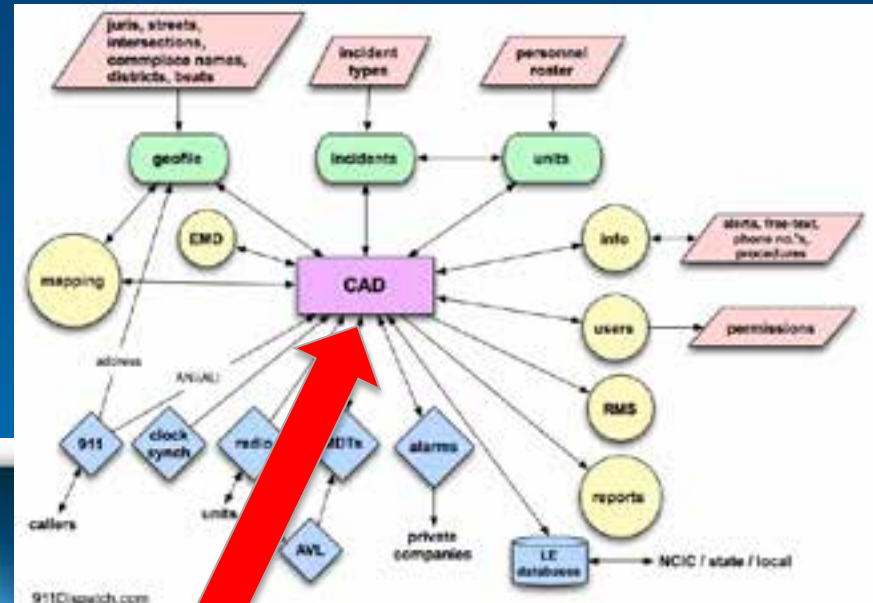 juris, streets,
intersections,
commplace names,
districts, beats
incident
types
personnel
roster
geofile
incidents
units
EMD
info
alerts, free-text,
phone no.'s,
procedures
mapping
CAD
users
permissions
address
ANI/ALI
RMS
911
clock
synch
radio
MDTs
alarms
reports
callers
units
AVL
private
companies
LE
databases
NCIC / state / local
911Dispatch.com